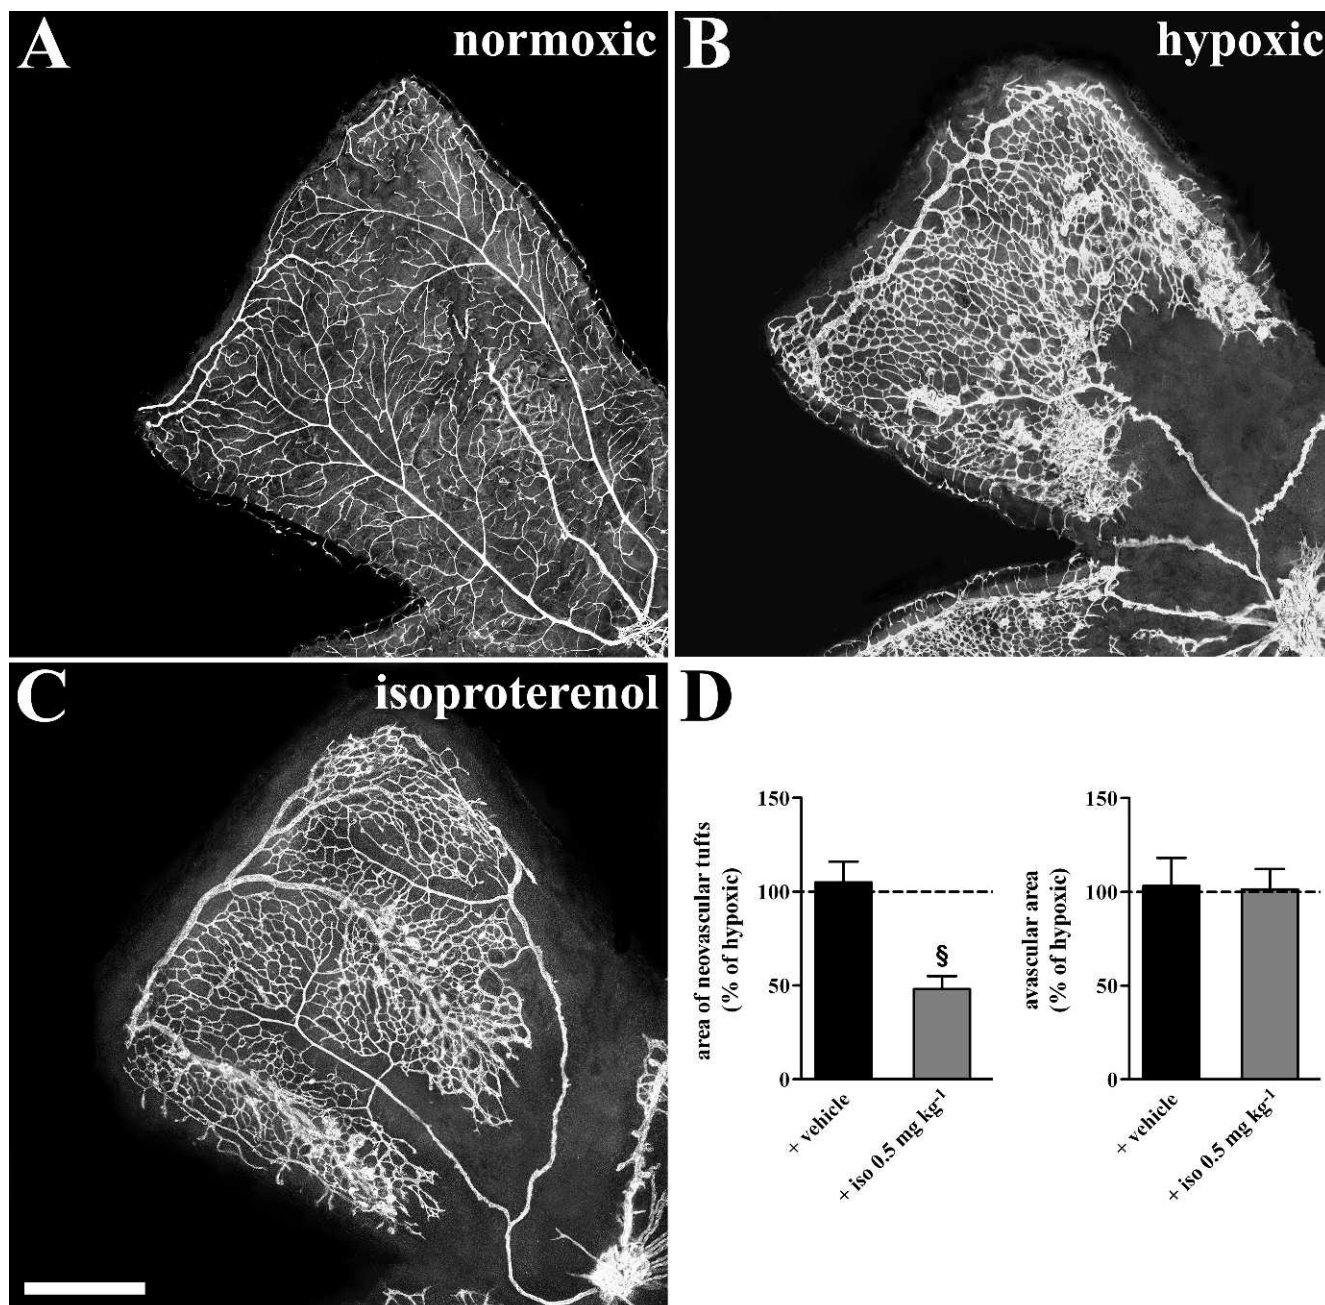 A
normoxic
B
hypoxic
C
isoproterenol
D
area of neovascular tufts
(% of hypoxic)
150
100
50
0
§
+ vehicle
+ iso 0.5 mg kg-1
avascular area
(% of hypoxic)
150
100
50
0
+ vehicle
+ iso 0.5 mg kg-1